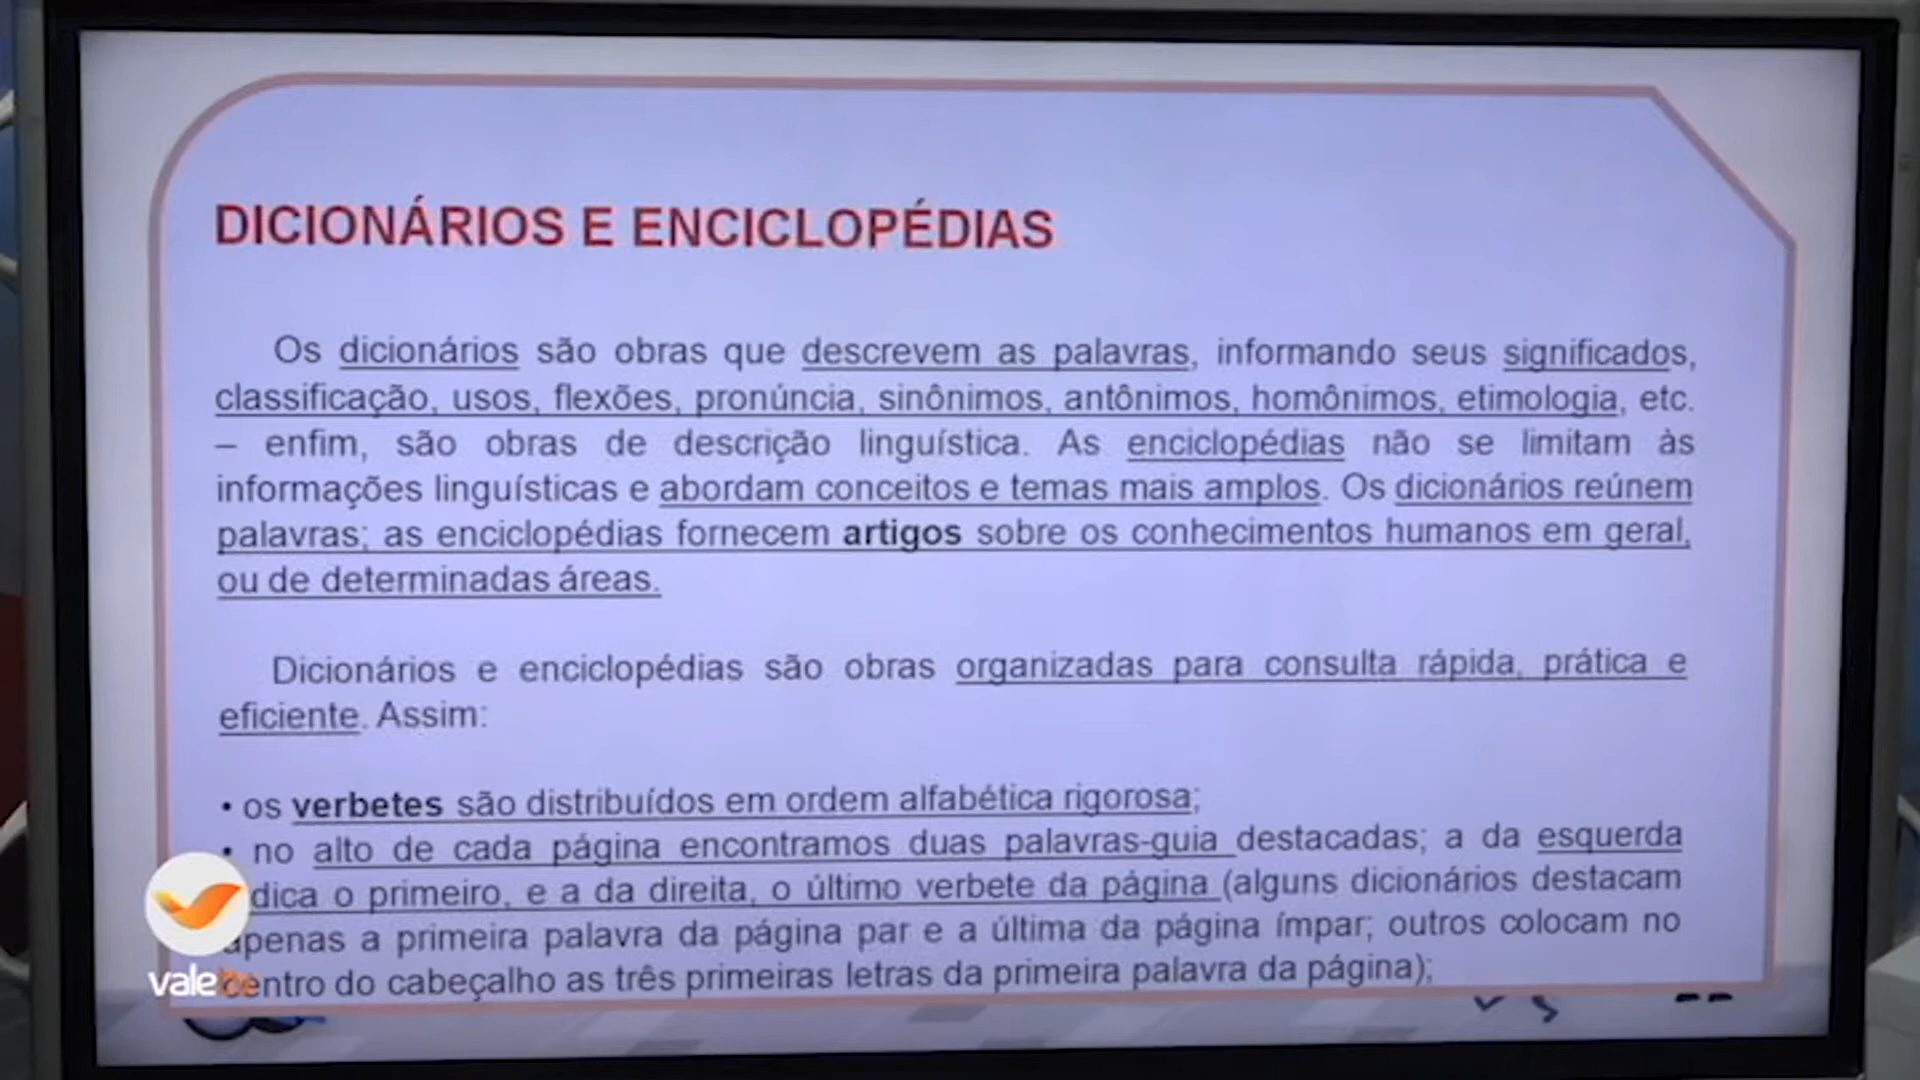 DICIONÁRIOS E ENCICLOPÉDIAS
Os dicionários são obras que descrevem as palavras, informando seus significados,
classificação, usos, flexões, pronúncia, sinônimos, antônimos, homônimos, etimologia, etc.
– enfim, são obras de descrição linguística. As enciclopédias não se limitam às
informações linguísticas e abordam conceitos e temas mais amplos. Os dicionários reúnem
palavras; as enciclopédias fornecem artigos sobre os conhecimentos humanos em geral,
ou de determinadas áreas.
Dicionários e enciclopédias são obras organizadas para consulta rápida, prática e
eficiente. Assim:
• os verbetes são distribuídos em ordem alfabética rigorosa;
• no alto de cada página encontramos duas palavras-guia destacadas; a da esquerda
dica o primeiro, e a da direita, o último verbete da página (alguns dicionários destacam
apenas a primeira palavra da página par e a última da página ímpar; outros colocam no
centro do cabeçalho as três primeiras letras da primeira palavra da página);
vale